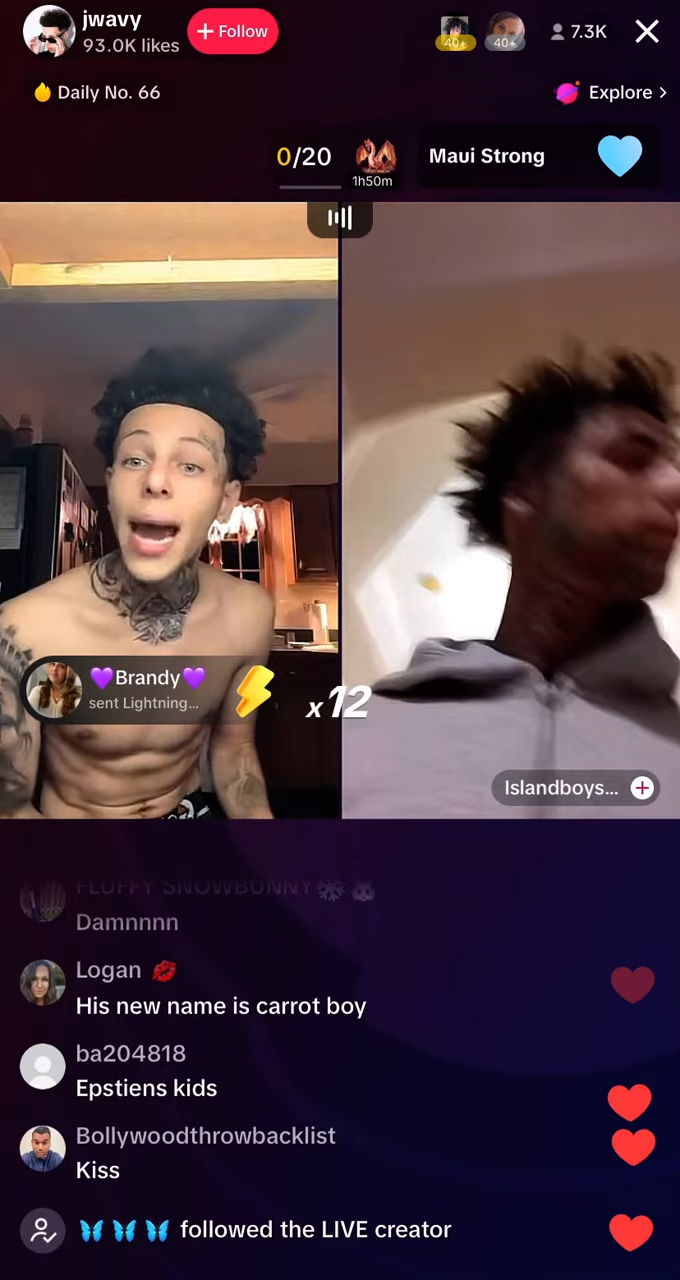 jwavy
93.0K likes
+ Follow
40+
40+
7.3K
Daily No. 66
Explore >
0/20
1h50m
Maui Strong
Brandy
sent Lightning...
x12
Islandboys...
FLUFFY SNOWBUNNY
Damnnnn
Logan
His new name is carrot boy
ba204818
Epstiens kids
Bollywoodthrowbacklist
Kiss
followed the LIVE creator